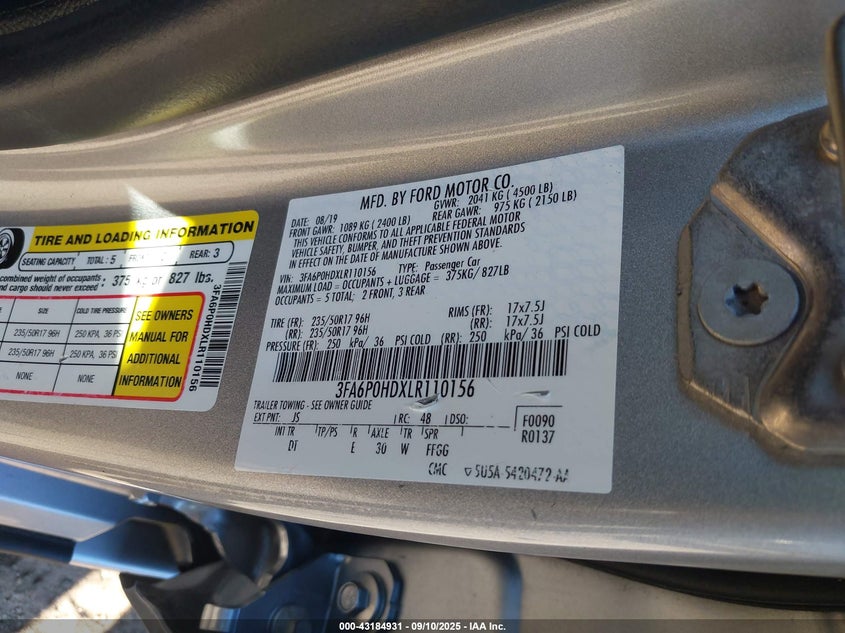 TIRE AND LOADING INFORMATION
SEATING CAPACITY TOTAL: 5 REAR: 3
combined weight of occupants
and cargo should never exceed: 375 kg or 827 lbs.
SIZE COLD TIRE PRESSURE
235/50R17 96H 250 KPA, 36 PSI
235/50R17 96H 250 KPA, 36 PSI
NONE NONE
SEE OWNERS
MANUAL FOR
ADDITIONAL
INFORMATION
3FA6P0HDXLR110156
MFD. BY FORD MOTOR CO.
DATE: 08/19 GVWR: 2041 KG ( 4500 LB)
FRONT GAWR: 1089 KG ( 2400 LB) REAR GAWR: 975 KG ( 2150 LB)
THIS VEHICLE CONFORMS TO ALL APPLICABLE FEDERAL MOTOR
VEHICLE SAFETY, BUMPER, AND THEFT PREVENTION STANDARDS
IN EFFECT ON THE DATE OF MANUFACTURE SHOWN ABOVE.
VIN: 3FA6P0HDXLR110156 TYPE: Passenger Car
MAXIMUM LOAD = OCCUPANTS + LUGGAGE = 375KG/ 827LB
OCCUPANTS = 5 TOTAL: 2 FRONT, 3 REAR
TIRE (FR): 235/50R17 96H RIMS (FR): 17x7.5J
(RR): 235/50R17 96H (RR): 17x7.5J
PRESSURE (FR): 250 kPa/ 36 PSI COLD (RR): 250 kPa/ 36 PSI COLD
3FA6P0HDXLR110156
TRAILER TOWING - SEE OWNER GUIDE
EXT PNT: JS RC: 48 DSO: F0090
INT TR TP/PS R AXLE TR SPR R0137
DT E 30 W FFGG
CMC 5U5A-5420472-AA
000-43184931 - 09/10/2025 - IAA Inc.